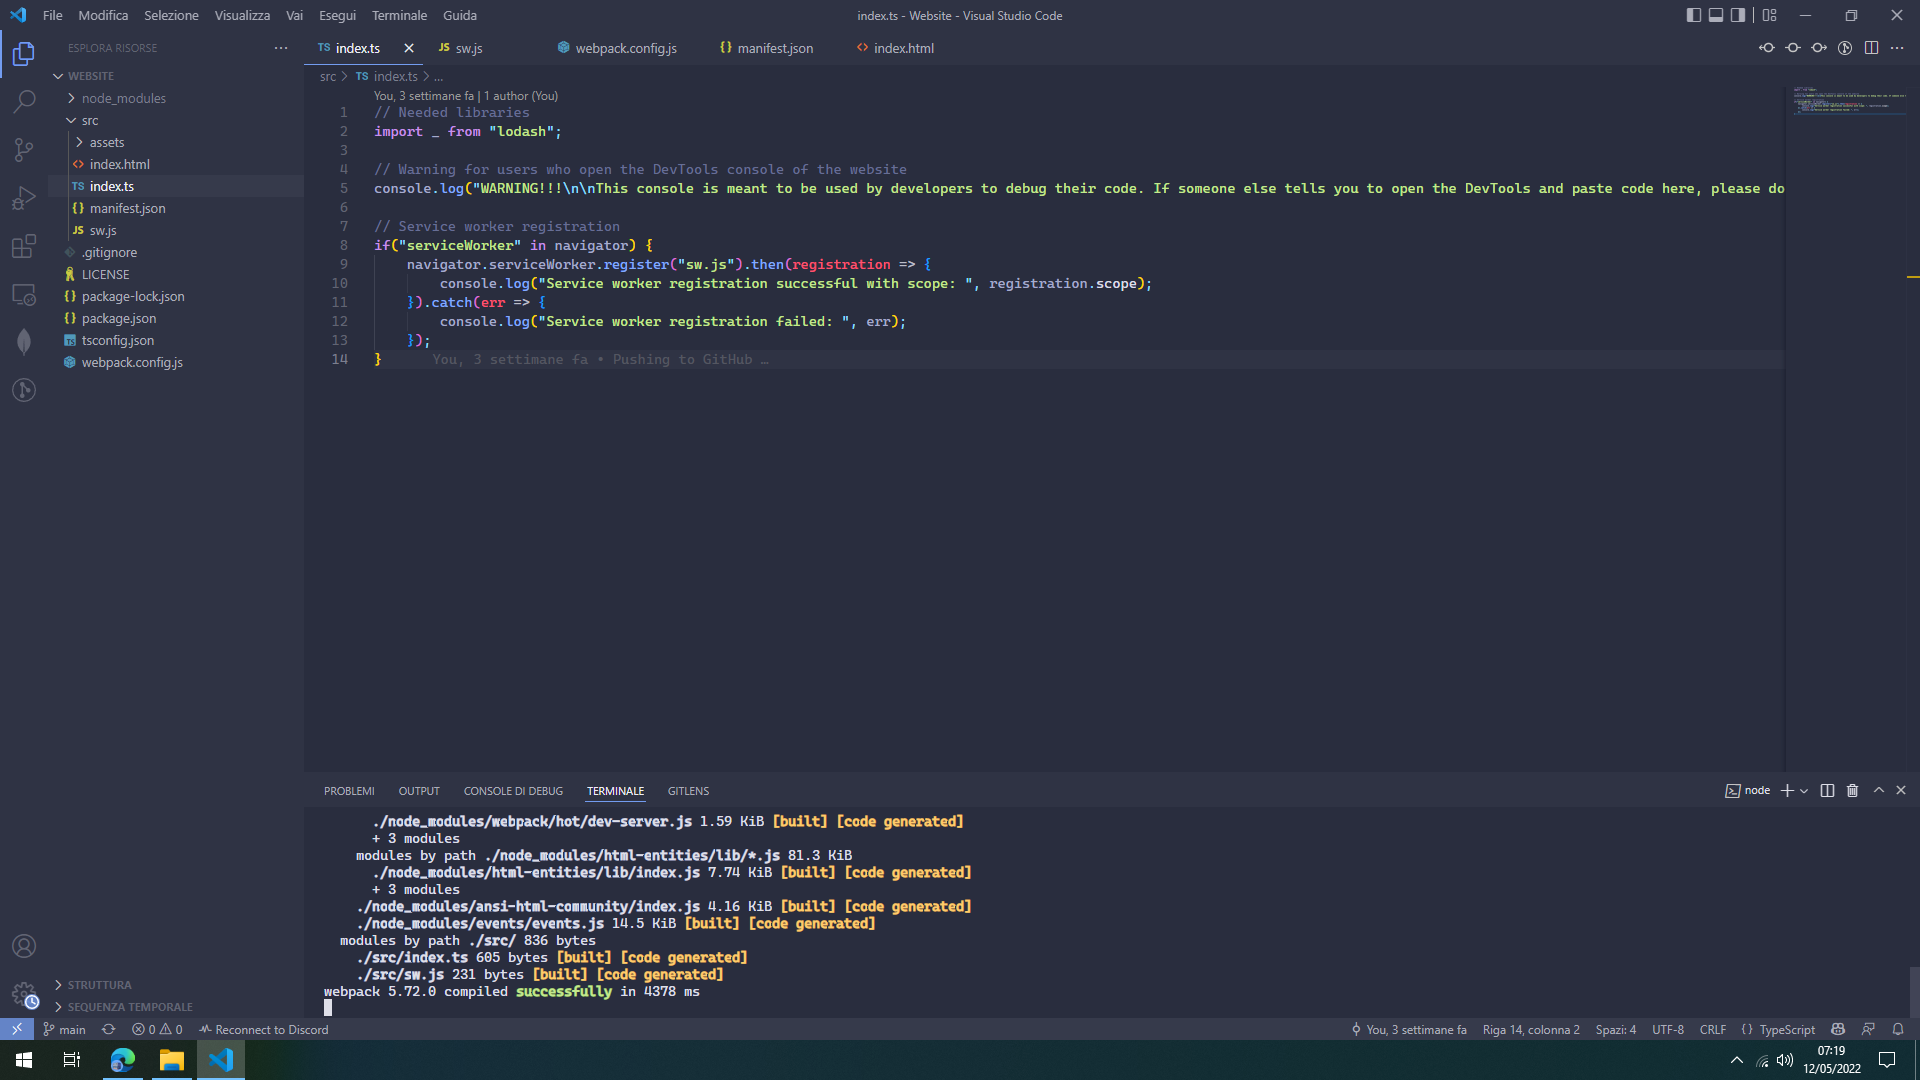 File Modifica Selezione Visualizza Vai Esegui Terminale Guida
index.ts - Website - Visual Studio Code
ESPLORA RISORSE
WEBSITE
node_modules
src
assets
index.html
TS index.ts
{} manifest.json
JS sw.js
.gitignore
LICENSE
{} package-lock.json
{} package.json
TS tsconfig.json
webpack.config.js
STRUTTURA
SEQUENZA TEMPORALE
TS index.ts
JS sw.js
webpack.config.js
{} manifest.json
<> index.html
src > TS index.ts > ...
You, 3 settimane fa | 1 author (You)
1 // Needed libraries
2 import _ from "lodash";
3
4 // Warning for users who open the DevTools console of the website
5 console.log("WARNING!!!\n\nThis console is meant to be used by developers to debug their code. If someone else tells you to open the DevTools and paste code here, please do
6
7 // Service worker registration
8 if("serviceWorker" in navigator) {
9 navigator.serviceWorker.register("sw.js").then(registration => {
10 console.log("Service worker registration successful with scope: ", registration.scope);
11 }).catch(err => {
12 console.log("Service worker registration failed: ", err);
13 });
14 } You, 3 settimane fa • Pushing to GitHub …
PROBLEMI OUTPUT CONSOLE DI DEBUG TERMINALE GITLENS
node
./node_modules/webpack/hot/dev-server.js 1.59 KiB [built] [code generated]
+ 3 modules
modules by path ./node_modules/html-entities/lib/*.js 81.3 KiB
./node_modules/html-entities/lib/index.js 7.74 KiB [built] [code generated]
+ 3 modules
./node_modules/ansi-html-community/index.js 4.16 KiB [built] [code generated]
./node_modules/events/events.js 14.5 KiB [built] [code generated]
modules by path ./src/ 836 bytes
./src/index.ts 605 bytes [built] [code generated]
./src/sw.js 231 bytes [built] [code generated]
webpack 5.72.0 compiled successfully in 4378 ms
main 0 0 Reconnect to Discord
You, 3 settimane fa Riga 14, colonna 2 Spazi: 4 UTF-8 CRLF {} TypeScript
07:19
12/05/2022